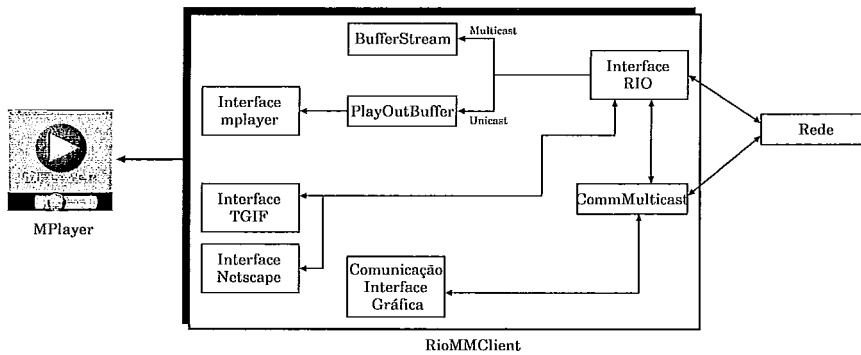 BufferStream
Multicast
Interface
RIO
Interface
mplayer
PlayOutBuffer
Unicast
Rede
MPlayer
Interface
TGIF
CommMulticast
Interface
Netscape
Comunicação
Interface
Gráfica
RioMMClient